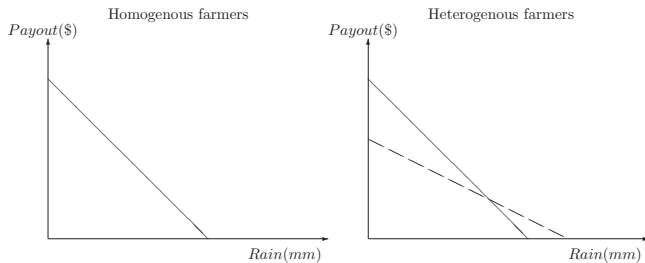 Homogenous farmers
Payout($)
Rain(mm)
Heterogenous farmers
Payout($)
Rain(mm)